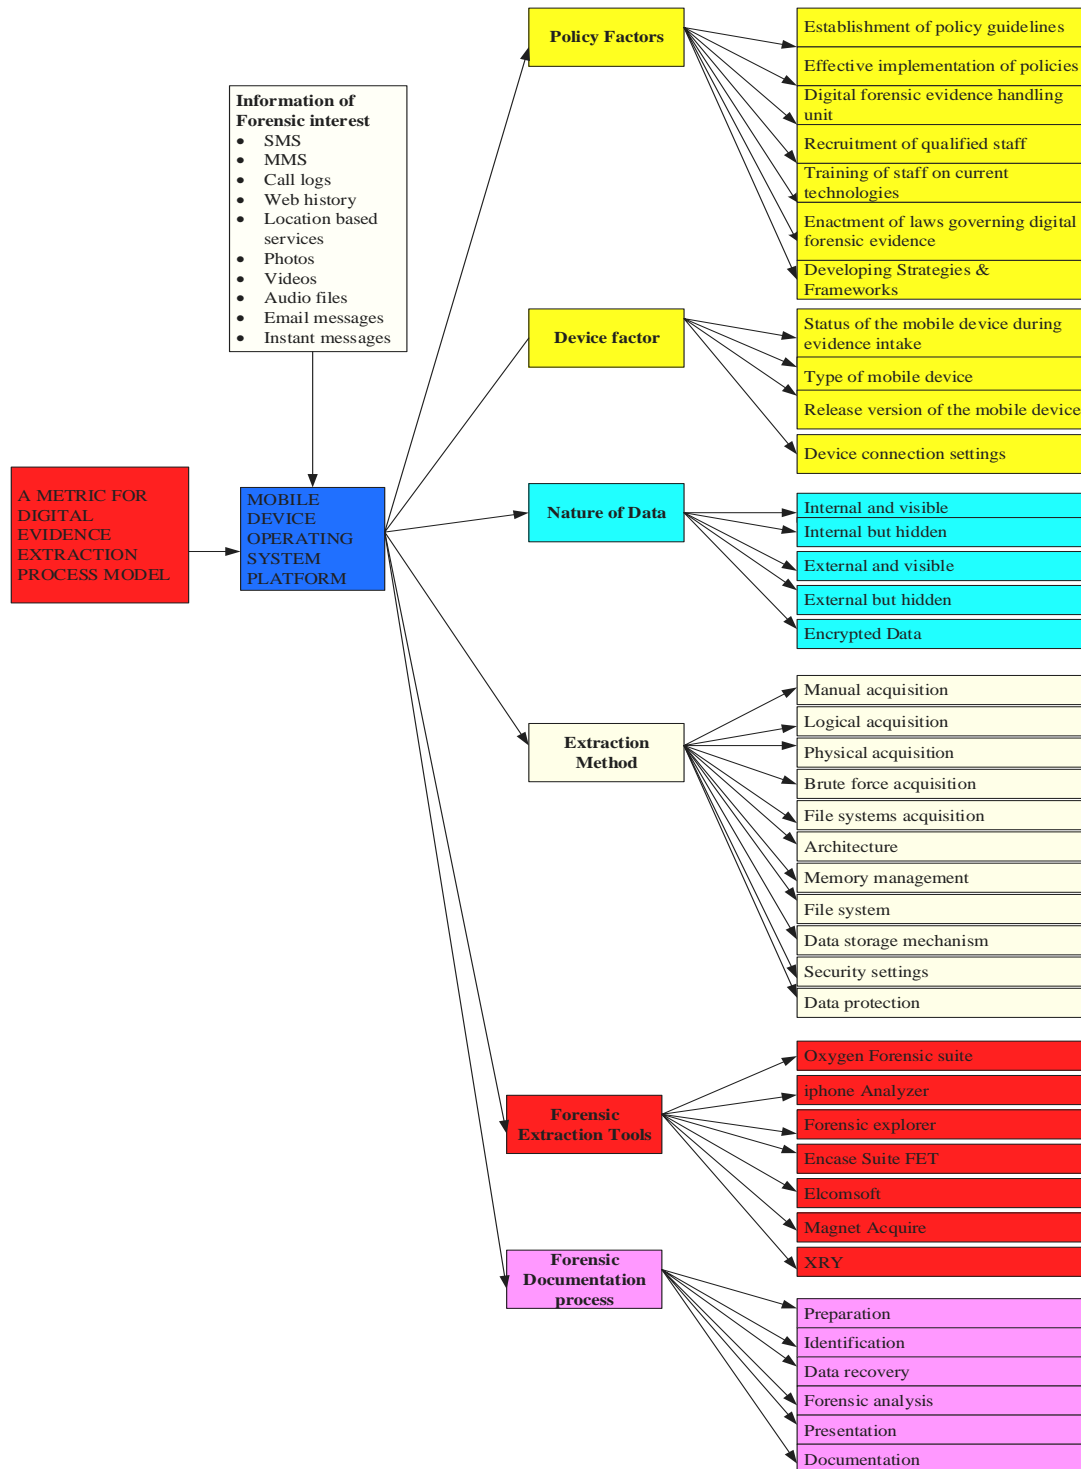 A METRIC FOR
DIGITAL
EVIDENCE
EXTRACTION
PROCESS MODEL
Information of
Forensic interest
• SMS
• MMS
• Call logs
• Web history
• Location based
services
• Photos
• Videos
• Audio files
• Email messages
• Instant messages
MOBILE
DEVICE
OPERATING
SYSTEM
PLATFORM
Policy Factors
Establishment of policy guidelines
Effective implementation of policies
Digital forensic evidence handling
unit
Recruitment of qualified staff
Training of staff on current
technologies
Enactment of laws governing digital
forensic evidence
Developing Strategies &
Frameworks
Device factor
Status of the mobile device during
evidence intake
Type of mobile device
Release version of the mobile device
Device connection settings
Nature of Data
Internal and visible
Internal but hidden
External and visible
External but hidden
Encrypted Data
Extraction
Method
Manual acquisition
Logical acquisition
Physical acquisition
Brute force acquisition
File systems acquisition
Architecture
Memory management
File system
Data storage mechanism
Security settings
Data protection
Forensic
Extraction Tools
Oxygen Forensic suite
iphone Analyzer
Forensic explorer
Encase Suite FET
Elcomsoft
Magnet Acquire
XRY
Forensic
Documentation
process
Preparation
Identification
Data recovery
Forensic analysis
Presentation
Documentation